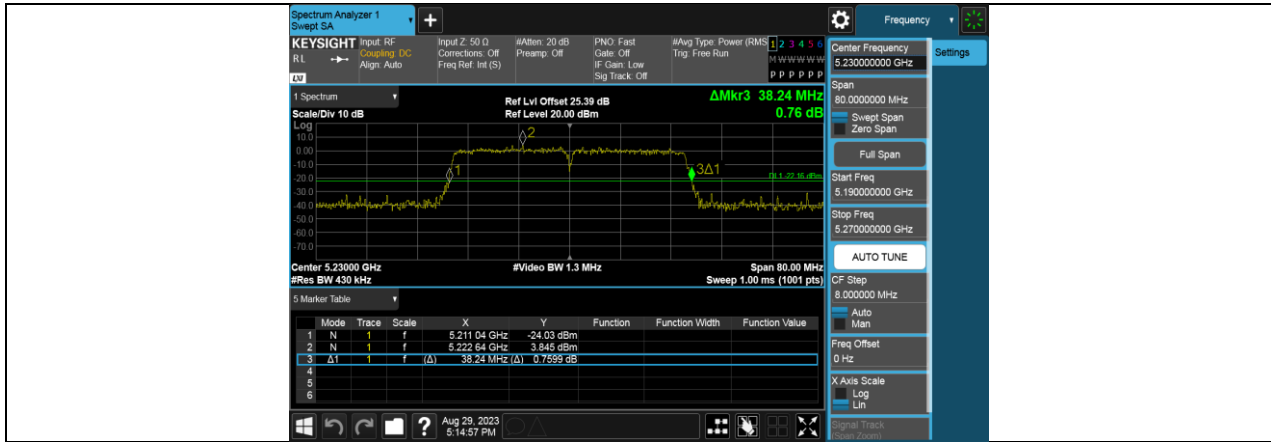 Spectrum Analyzer 1
Swept SA
Frequency
KEYSIGHT
RL
LXI
Input: RF
Coupling: DC
Align: Auto
Input Z: 50 Ω
Corrections: Off
Freq Ref: Int (S)
#Atten: 20 dB
Preamp: Off
PNO: Fast
Gate: Off
IF Gain: Low
Sig Track: Off
#Avg Type: Power (RMS
Trig: Free Run
1 2 3 4 5 6
M W W W W W
P P P P P P
1 Spectrum
Scale/Div 10 dB
Ref Lvl Offset 25.39 dB
Ref Level 20.00 dBm
ΔMkr3 38.24 MHz
0.76 dB
Log
10.0
0.00
-10.0
-20.0
-30.0
-40.0
-50.0
-60.0
-70.0
2
1
3Δ1
DL1 -22.16 dBm
Center 5.23000 GHz
#Res BW 430 kHz
#Video BW 1.3 MHz
Span 80.00 MHz
Sweep 1.00 ms (1001 pts)
5 Marker Table
Mode Trace Scale X Y Function Function Width Function Value
1 N 1 f 5.211 04 GHz -24.03 dBm
2 N 1 f 5.222 64 GHz 3.845 dBm
3 Δ1 1 f (Δ) 38.24 MHz (Δ) 0.7599 dB
4
5
6
Aug 29, 2023
5:14:57 PM
Center Frequency
5.230000000 GHz
Settings
Span
80.0000000 MHz
Swept Span
Zero Span
Full Span
Start Freq
5.190000000 GHz
Stop Freq
5.270000000 GHz
AUTO TUNE
CF Step
8.000000 MHz
Auto
Man
Freq Offset
0 Hz
X Axis Scale
Log
Lin
Signal Track
(Span Zoom)